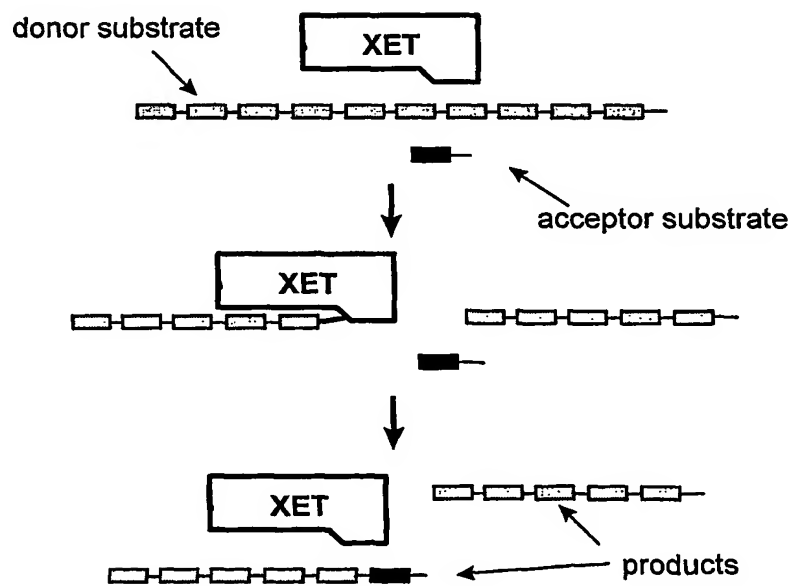 donor substrate
XET
acceptor substrate
XET
XET
products